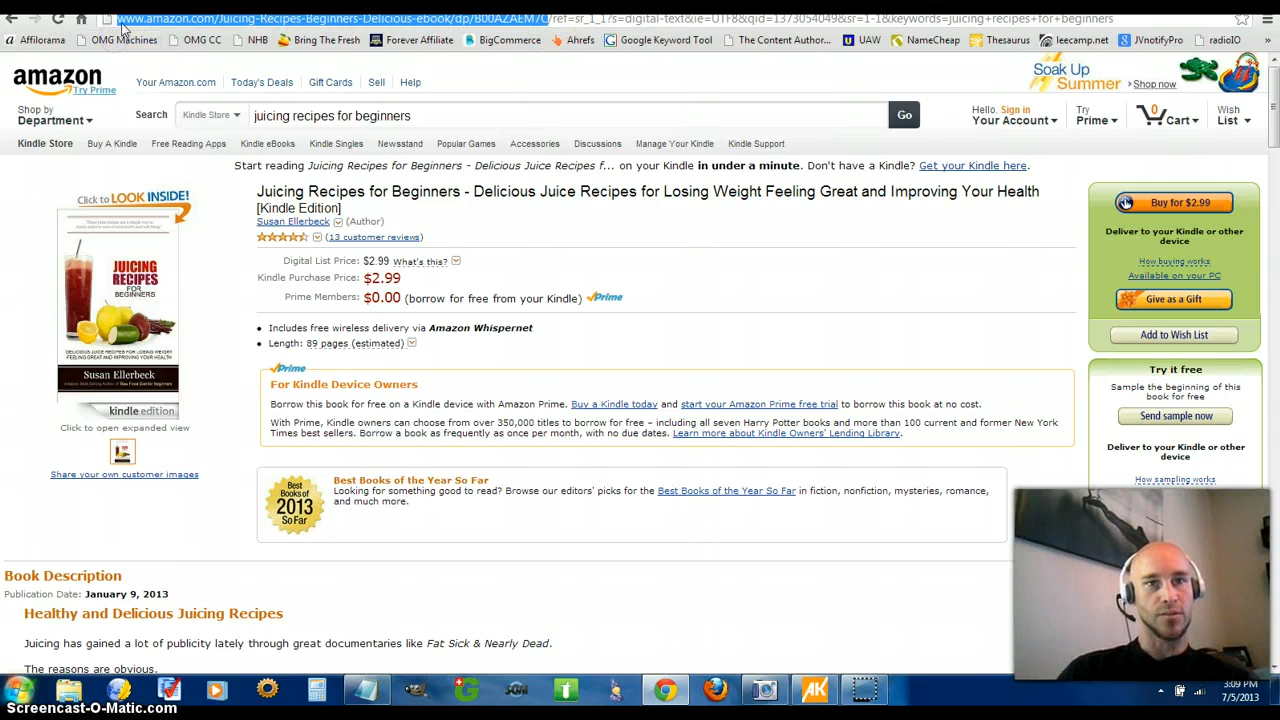 www.amazon.com/Juicing-Recipes-Beginners-Delicious-ebook/dp/B00AZAEM7C/ref=sr_1_1?s=digital-text&ie=UTF8&qid=1373054049&sr=1-1&keywords=juicing+recipes+for+beginners
Affilorama OMG Machines OMG CC NHB Bring The Fresh Forever Affiliate BigCommerce Ahrefs Google Keyword Tool The Content Author... UAW NameCheap Thesaurus leecamp.net JVnotifyPro radioIO »
amazon
Try Prime
Your Amazon.com Today's Deals Gift Cards Sell Help
Soak Up
Summer
Shop now
Shop by
Department
Search
Kindle Store
juicing recipes for beginners
Go
Hello. Sign in
Your Account
Try
Prime
0
Cart
Wish
List
Kindle Store Buy A Kindle Free Reading Apps Kindle eBooks Kindle Singles Newsstand Popular Games Accessories Discussions Manage Your Kindle Kindle Support
Start reading Juicing Recipes for Beginners - Delicious Juice Recipes f... on your Kindle in under a minute. Don't have a Kindle? Get your Kindle here.
Click to LOOK INSIDE!
JUICING
RECIPES
FOR
BEGINNERS
DELICIOUS JUICE RECIPES FOR LOSING WEIGHT
FEELING GREAT AND IMPROVING YOUR HEALTH
Susan Ellerbeck
kindle edition
Click to open expanded view
Share your own customer images
Juicing Recipes for Beginners - Delicious Juice Recipes for Losing Weight Feeling Great and Improving Your Health
[Kindle Edition]
Susan Ellerbeck (Author)
(13 customer reviews)
Digital List Price: $2.99 What's this?
Kindle Purchase Price: $2.99
Prime Members: $0.00 (borrow for free from your Kindle) Prime
• Includes free wireless delivery via Amazon Whispernet
• Length: 89 pages (estimated)
Prime
For Kindle Device Owners
Borrow this book for free on a Kindle device with Amazon Prime. Buy a Kindle today and start your Amazon Prime free trial to borrow this book at no cost.
With Prime, Kindle owners can choose from over 350,000 titles to borrow for free – including all seven Harry Potter books and more than 100 current and former New York
Times best sellers. Borrow a book as frequently as once per month, with no due dates. Learn more about Kindle Owners' Lending Library.
Best
Books of
2013
So Far
Best Books of the Year So Far
Looking for something good to read? Browse our editors' picks for the Best Books of the Year So Far in fiction, nonfiction, mysteries, romance,
and much more.
Buy for $2.99
Deliver to your Kindle or other
device
How buying works
Available on your PC
Give as a Gift
Add to Wish List
Try it free
Sample the beginning of this
book for free
Send sample now
Deliver to your Kindle or other
device
How sampling works
Book Description
Publication Date: January 9, 2013
Healthy and Delicious Juicing Recipes
Juicing has gained a lot of publicity lately through great documentaries like Fat Sick & Nearly Dead.
The reasons are obvious.
SOM
AK
3:09 PM
7/5/2013
Screencast-O-Matic.com